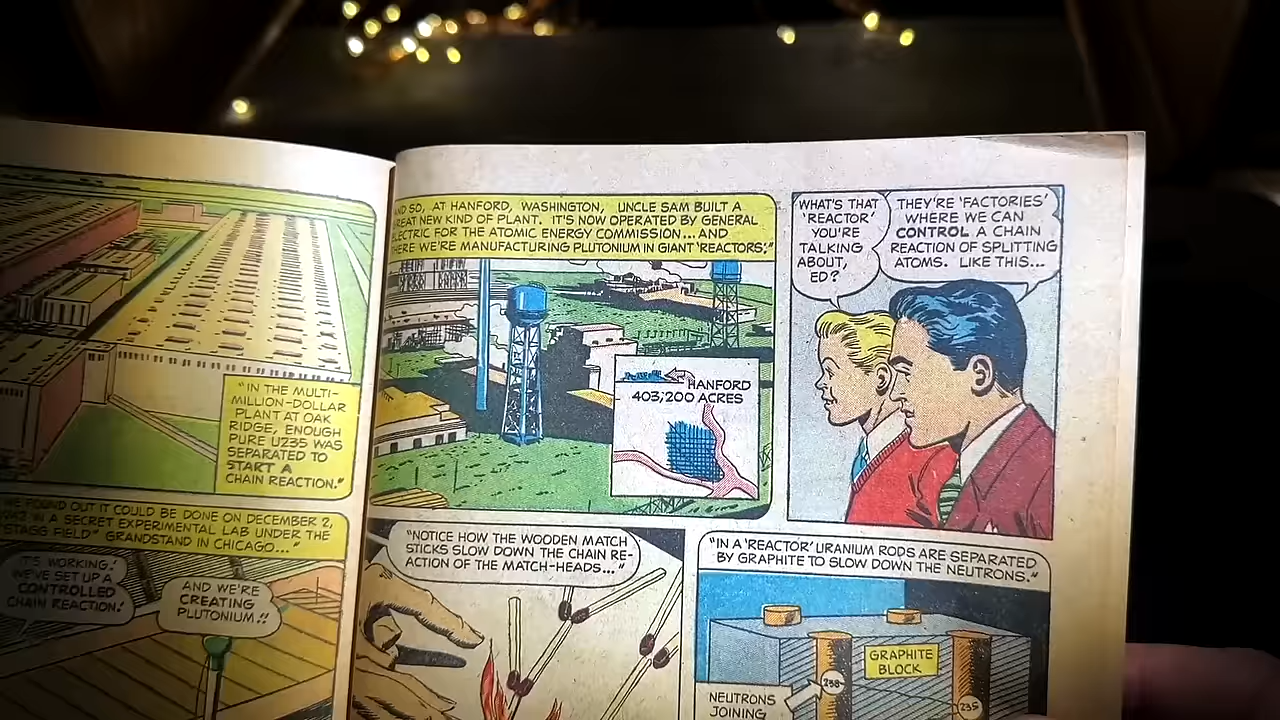 "IN THE MULTI-
MILLION-DOLLAR
PLANT AT OAK
RIDGE, ENOUGH
PURE U235 WAS
SEPARATED TO
START A
CHAIN REACTION."
WE FOUND OUT IT COULD BE DONE ON DECEMBER 2,
IN A SECRET EXPERIMENTAL LAB UNDER THE
"STAGG FIELD" GRANDSTAND IN CHICAGO..."
IT'S WORKING!
WE'VE SET UP A
CONTROLLED
CHAIN REACTION!
AND WE'RE
CREATING
PLUTONIUM!!
AND SO, AT HANFORD, WASHINGTON, UNCLE SAM BUILT A
GREAT NEW KIND OF PLANT. IT'S NOW OPERATED BY GENERAL
ELECTRIC FOR THE ATOMIC ENERGY COMMISSION...AND
THERE WE'RE MANUFACTURING PLUTONIUM IN GIANT 'REACTORS'."
HANFORD
403,200 ACRES
WHAT'S THAT
'REACTOR'
YOU'RE
TALKING
ABOUT,
ED?
THEY'RE 'FACTORIES'
WHERE WE CAN
CONTROL A CHAIN
REACTION OF SPLITTING
ATOMS. LIKE THIS...
"NOTICE HOW THE WOODEN MATCH
STICKS SLOW DOWN THE CHAIN RE-
ACTION OF THE MATCH-HEADS..."
"IN A 'REACTOR' URANIUM RODS ARE SEPARATED
BY GRAPHITE TO SLOW DOWN THE NEUTRONS."
GRAPHITE
BLOCK
238
235
NEUTRONS
JOINING